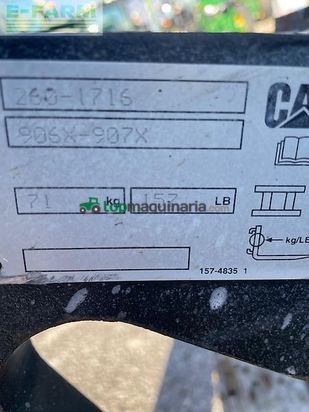 E-FARM
260-1716
CA
906X-907X
71 kg 157 LB
topmaquinaria.com
kg/LB
157-4835 1